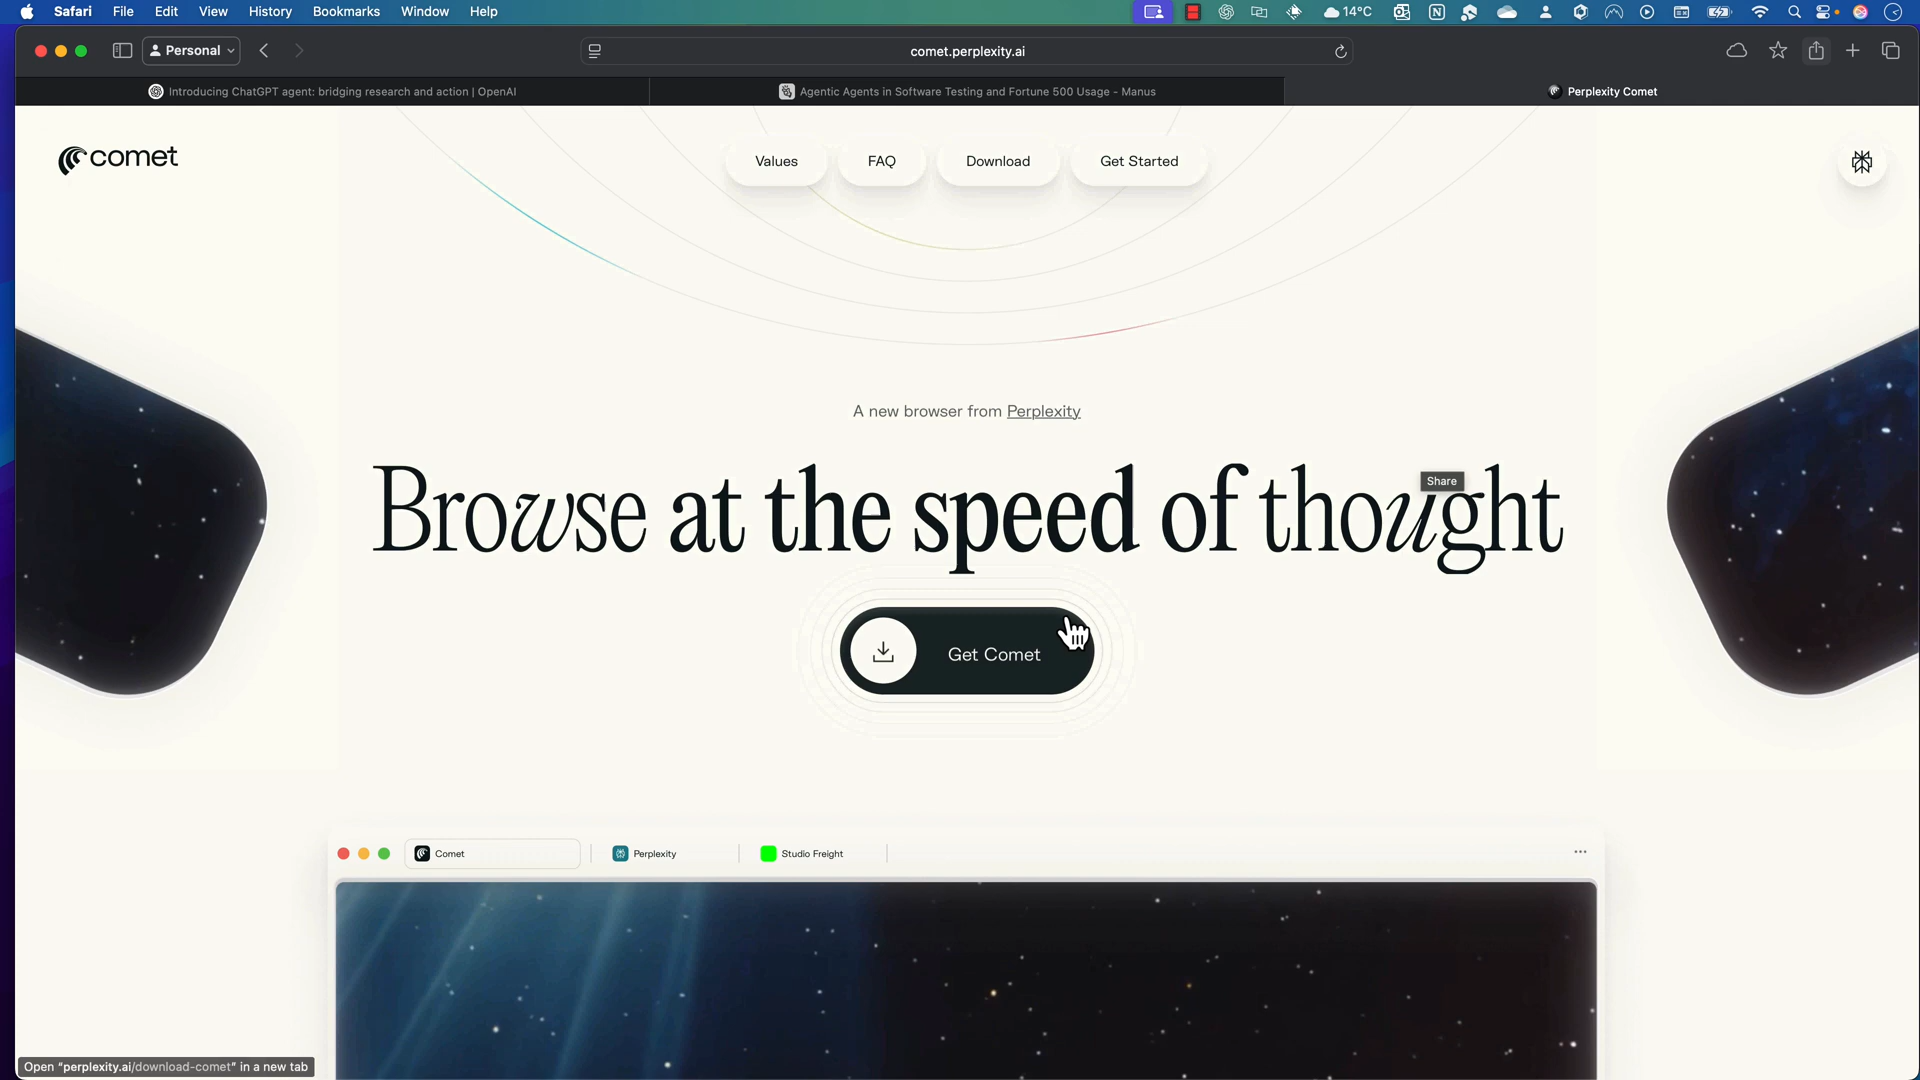 Safari File Edit View History Bookmarks Window Help 14°C
Personal comet.perplexity.ai
Introducing ChatGPT agent: bridging research and action | OpenAI Agentic Agents in Software Testing and Fortune 500 Usage - Manus Perplexity Comet
comet Values FAQ Download Get Started
A new browser from Perplexity
Share
Browse at the speed of thought
Get Comet
Comet Perplexity Studio Freight
Open "perplexity.ai/download-comet" in a new tab